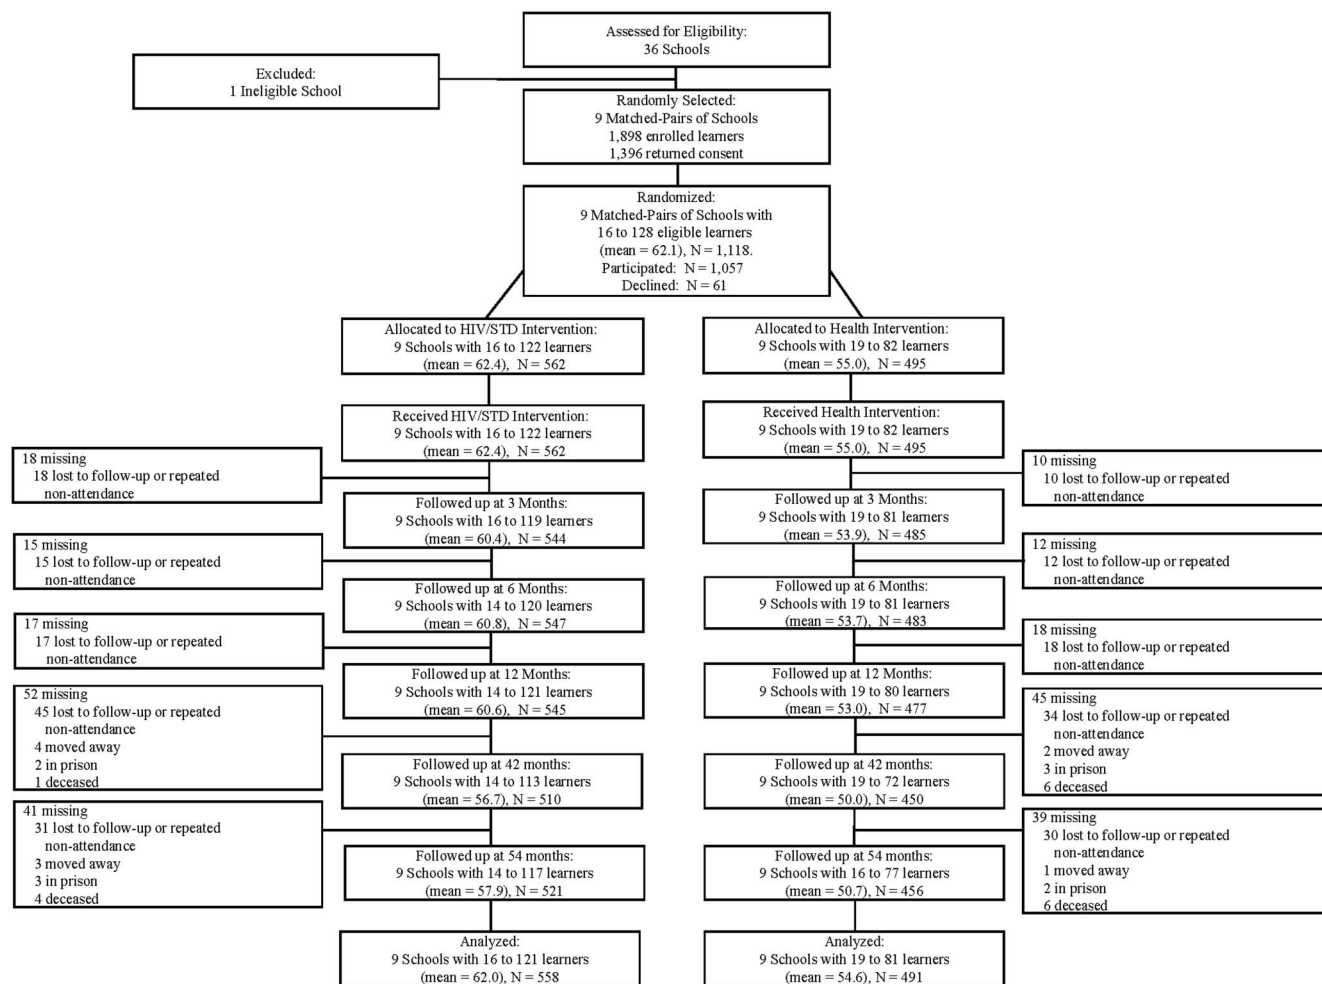 Assessed for Eligibility:
36 Schools
Excluded:
1 Ineligible School
Randomly Selected:
9 Matched-Pairs of Schools
1,898 enrolled learners
1,396 returned consent
Randomized:
9 Matched-Pairs of Schools with
16 to 128 eligible learners
(mean = 62.1), N = 1,118.
Participated: N = 1,057
Declined: N = 61
Allocated to HIV/STD Intervention:
9 Schools with 16 to 122 learners
(mean = 62.4), N = 562
Allocated to Health Intervention:
9 Schools with 19 to 82 learners
(mean = 55.0), N = 495
Received HIV/STD Intervention:
9 Schools with 16 to 122 learners
(mean = 62.4), N = 562
Received Health Intervention:
9 Schools with 19 to 82 learners
(mean = 55.0), N = 495
18 missing
18 lost to follow-up or repeated
non-attendance
10 missing
10 lost to follow-up or repeated
non-attendance
Followed up at 3 Months:
9 Schools with 16 to 119 learners
(mean = 60.4), N = 544
Followed up at 3 Months:
9 Schools with 19 to 81 learners
(mean = 53.9), N = 485
15 missing
15 lost to follow-up or repeated
non-attendance
12 missing
12 lost to follow-up or repeated
non-attendance
Followed up at 6 Months:
9 Schools with 14 to 120 learners
(mean = 60.8), N = 547
Followed up at 6 Months:
9 Schools with 19 to 81 learners
(mean = 53.7), N = 483
17 missing
17 lost to follow-up or repeated
non-attendance
18 missing
18 lost to follow-up or repeated
non-attendance
Followed up at 12 Months:
9 Schools with 14 to 121 learners
(mean = 60.6), N = 545
Followed up at 12 Months:
9 Schools with 19 to 80 learners
(mean = 53.0), N = 477
52 missing
45 lost to follow-up or repeated
non-attendance
4 moved away
2 in prison
1 deceased
45 missing
34 lost to follow-up or repeated
non-attendance
2 moved away
3 in prison
6 deceased
Followed up at 42 months:
9 Schools with 14 to 113 learners
(mean = 56.7), N = 510
Followed up at 42 months:
9 Schools with 19 to 72 learners
(mean = 50.0), N = 450
41 missing
31 lost to follow-up or repeated
non-attendance
3 moved away
3 in prison
4 deceased
39 missing
30 lost to follow-up or repeated
non-attendance
1 moved away
2 in prison
6 deceased
Followed up at 54 months:
9 Schools with 14 to 117 learners
(mean = 57.9), N = 521
Followed up at 54 months:
9 Schools with 16 to 77 learners
(mean = 50.7), N = 456
Analyzed:
9 Schools with 16 to 121 learners
(mean = 62.0), N = 558
Analyzed:
9 Schools with 19 to 81 learners
(mean = 54.6), N = 491